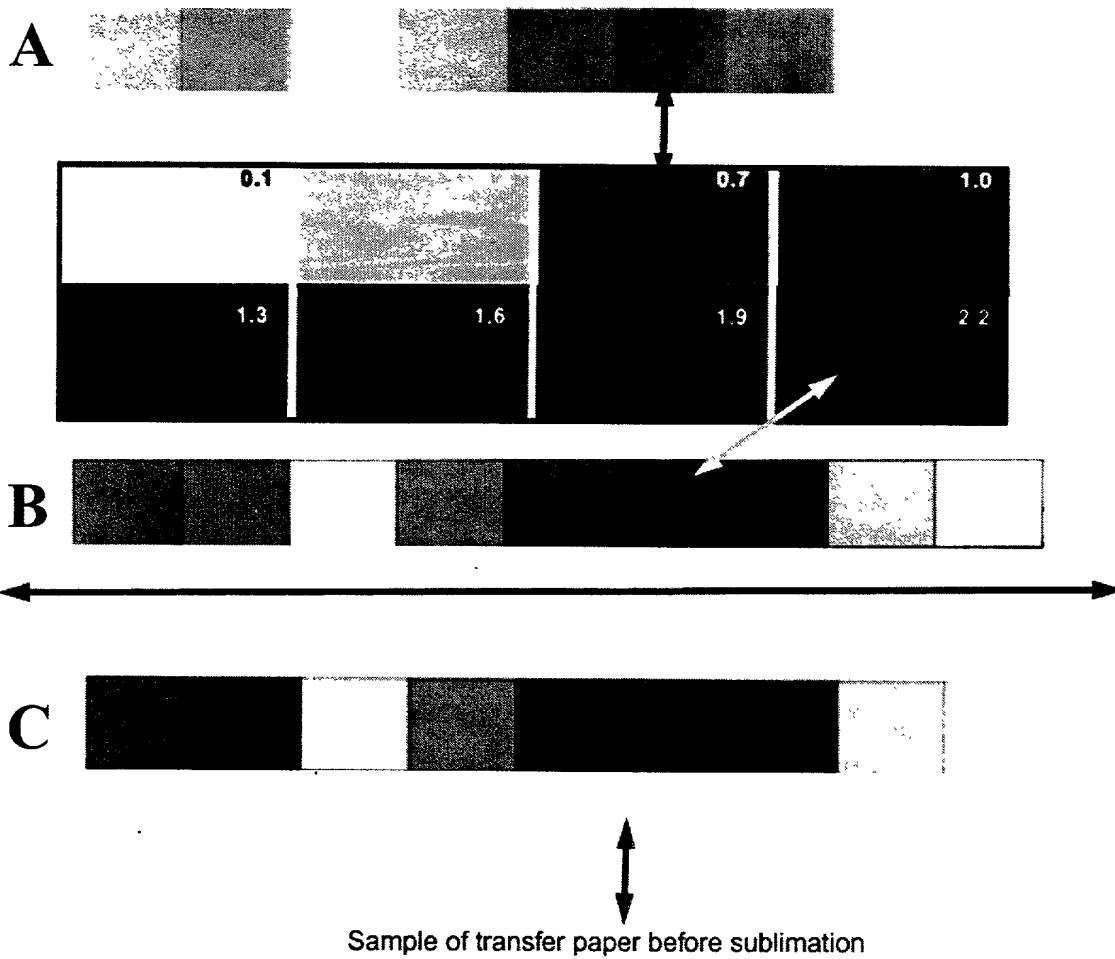 A
0.1 0.7 1.0
1.3 1.6 1.9 2 2
B
C
Sample of transfer paper before sublimation